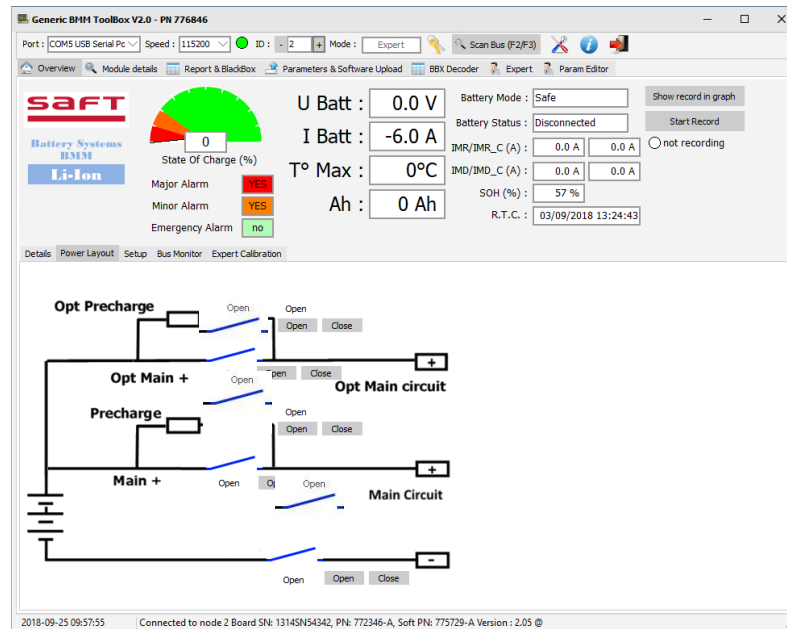 Generic BMM ToolBox V2.0 - PN 776846
Port : COM5 USB Serial Po Speed : 115200 ID : - 2 + Mode : Expert Scan Bus (F2/F3)
Overview Module details Report & BlackBox Parameters & Software Upload BBX Decoder Expert Param Editor
saft
Battery Systems
BMM
Li-Ion
0
State Of Charge (%)
Major Alarm YES
Minor Alarm YES
Emergency Alarm no
U Batt : 0.0 V
I Batt : -6.0 A
T° Max : 0°C
Ah : 0 Ah
Battery Mode : Safe
Battery Status : Disconnected
IMR/IMR_C (A) : 0.0 A 0.0 A
IMD/IMD_C (A) : 0.0 A 0.0 A
SOH (%) : 57 %
R.T.C. : 03/09/2018 13:24:43
Show record in graph
Start Record
not recording
Details Power Layout Setup Bus Monitor Expert Calibration
Opt Precharge Open Open
Open Close
+
Opt Main + Open Close
Open Opt Main circuit
Precharge Open
Open Close
+
Main + Open Open Main Circuit
-
Open Open Close
2018-09-25 09:57:55 Connected to node 2 Board SN: 1314SN54342, PN: 772346-A, Soft PN: 775729-A Version : 2.05 @